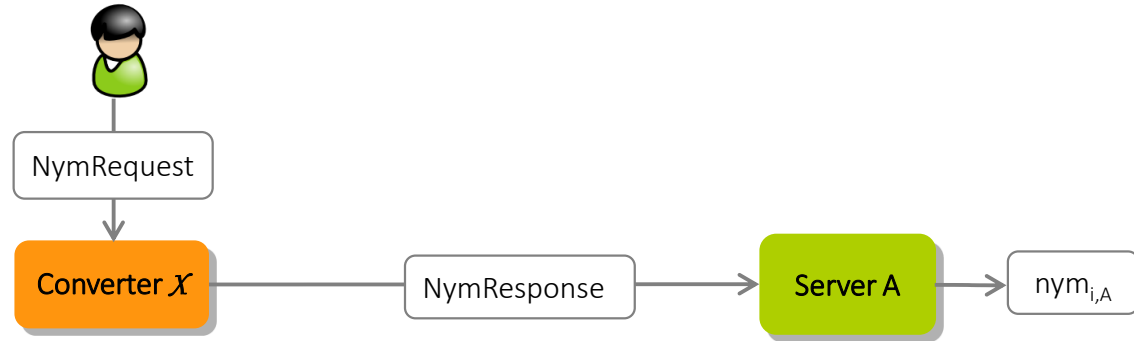 NymRequest
Converter 𝒳
NymResponse
Server A
nym_{i,A}